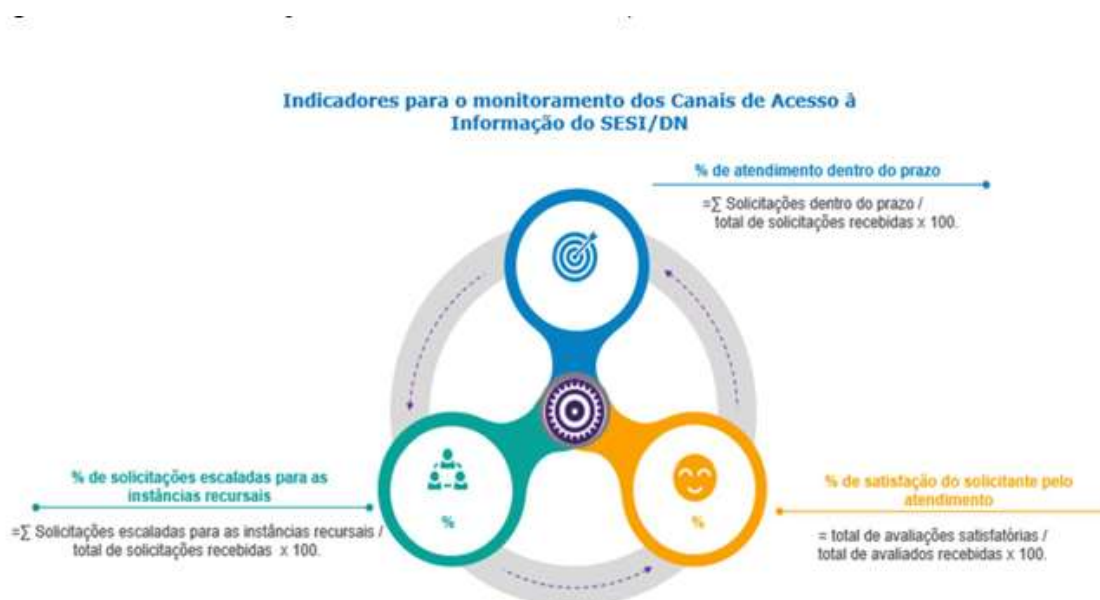 Indicadores para o monitoramento dos Canais de Acesso à
Informação do SESI/DN
% de atendimento dentro do prazo
=∑ Solicitações dentro do prazo /
total de solicitações recebidas x 100.
% de solicitações escaladas para as
instâncias recursais
=∑ Solicitações escaladas para as instâncias recursais /
total de solicitações recebidas x 100.
%
%
% de satisfação do solicitante pelo
atendimento
= total de avaliações satisfatórias /
total de avaliados recebidas x 100.